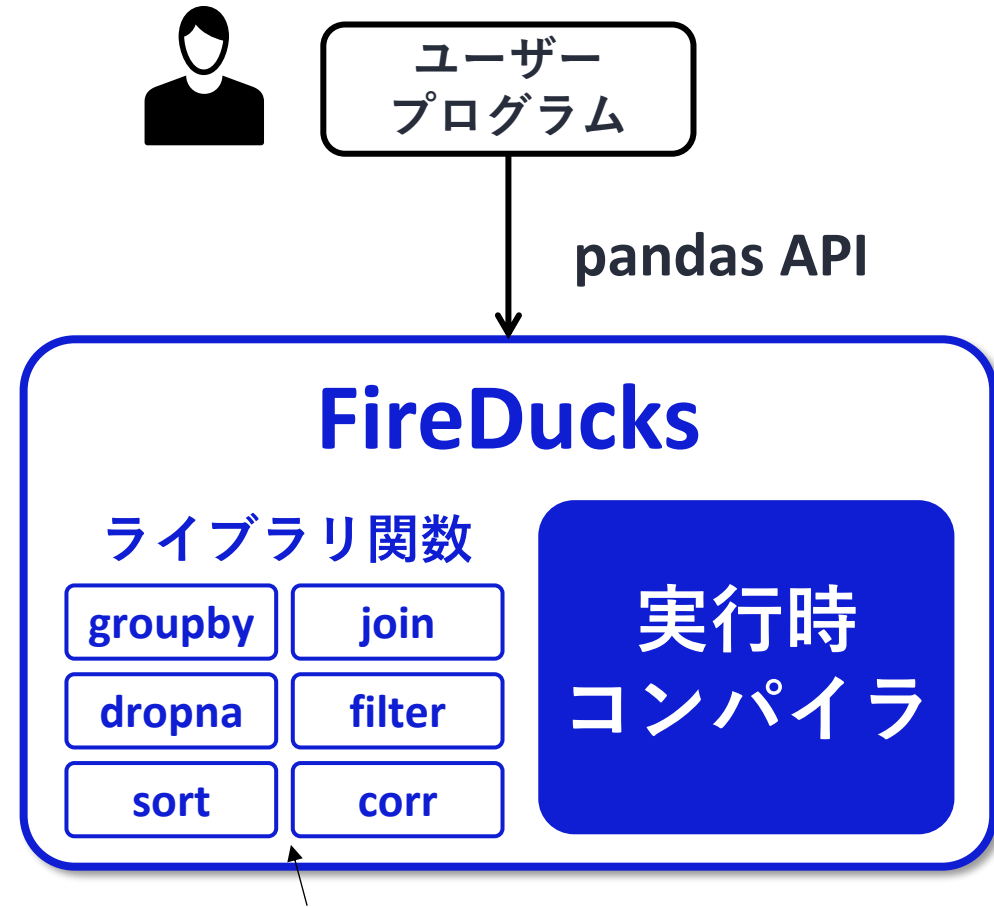 ユーザー
プログラム
pandas API
FireDucks
ライブラリ関数
groupby
join
dropna
filter
sort
corr
実行時
コンパイラ